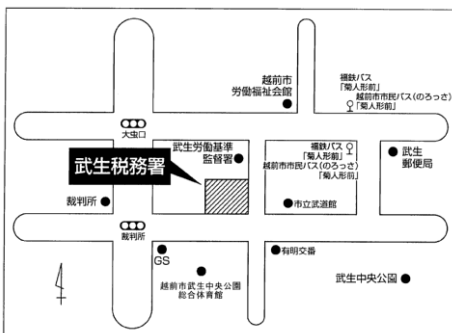 越前市
労働福祉会館
福鉄バス
「菊人形前」
越前市市民バス(のろっさ)
「菊人形前」
大虫口
武生労働基準
監督署
福鉄バス
「菊人形前」
越前市市民バス(のろっさ)
「菊人形前」
武生
郵便局
武生税務署
裁判所
市立武道館
裁判所
GS
有明交番
越前市武生中央公園
総合体育館
武生中央公園